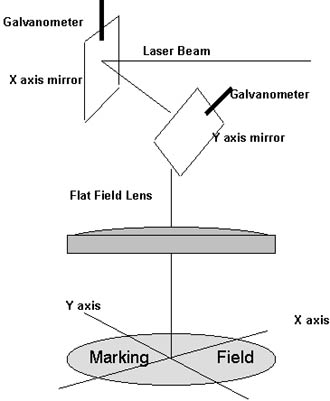 Galvanometer
Laser Beam
X axis mirror
Galvanometer
Y axis mirror
Flat Field Lens
Y axis
X axis
Marking Field